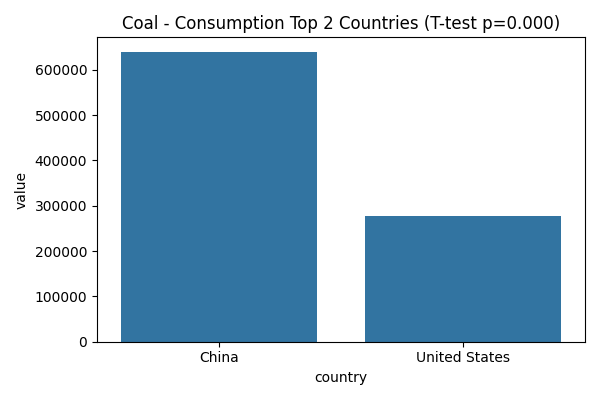 Coal - Consumption Top 2 Countries (T-test p=0.000)
600000
500000
400000
300000
200000
100000
0
value
China
United States
country